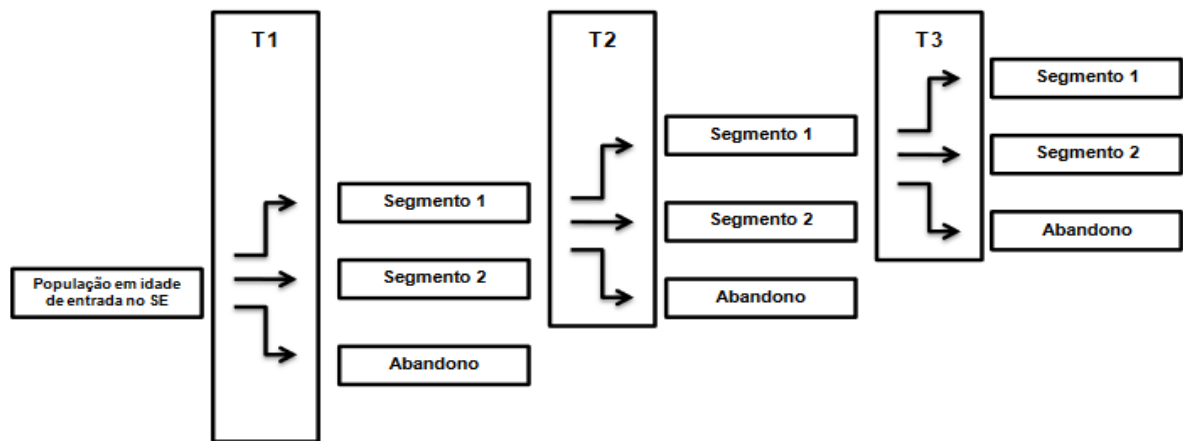 T1
T2
T3
Segmento 1
Segmento 2
Abandono
Segmento 1
Segmento 2
Abandono
Segmento 1
Segmento 2
Abandono
População em idade
de entrada no SE